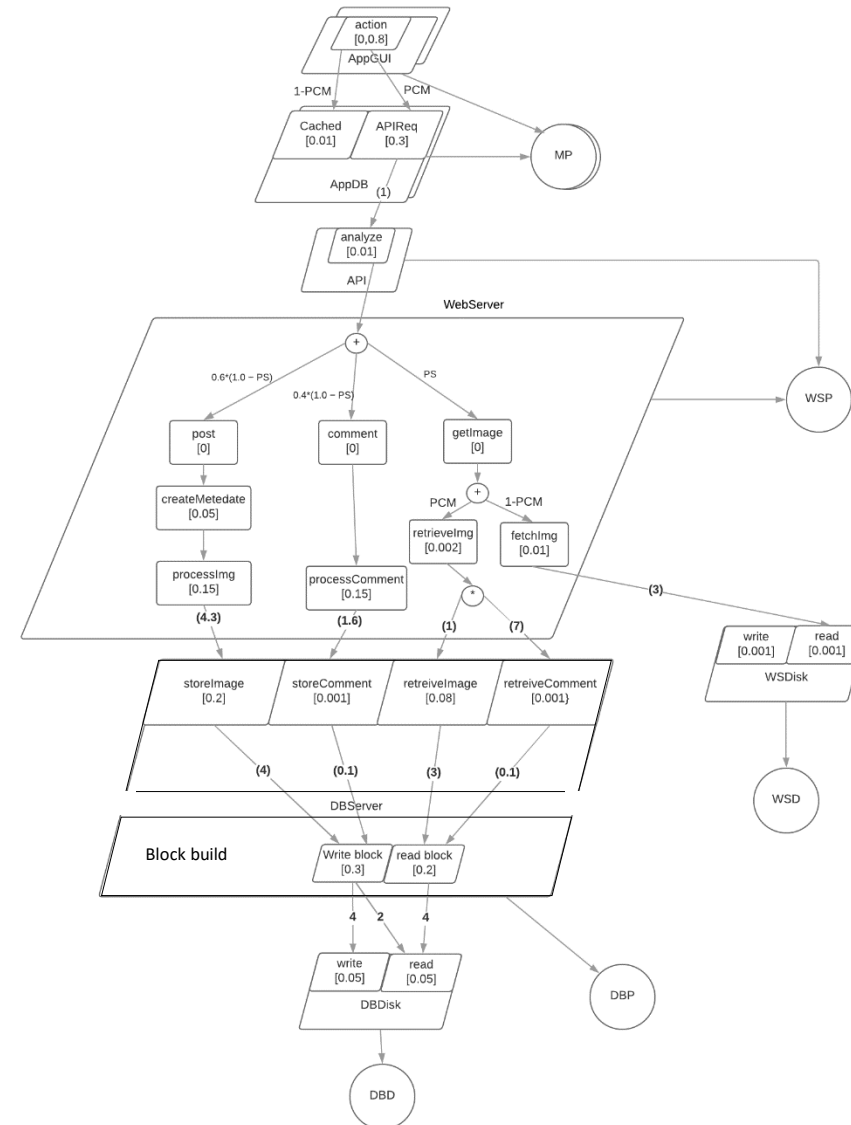 action
[0,0.8]
AppGUI
1-PCM
PCM
Cached
[0.01]
APIReq
[0.3]
MP
AppDB
(1)
analyze
[0.01]
API
WebServer
+
0.6*(1.0 – PS)
PS
0.4*(1.0 – PS)
WSP
post
[0]
comment
[0]
getImage
[0]
createMetedate
[0.05]
+
PCM
1-PCM
retrieveImg
[0.002]
fetchImg
[0.01]
processImg
[0.15]
processComment
[0.15]
*
(3)
(4.3)
(1.6)
(1)
(7)
write
[0.001]
read
[0.001]
WSDisk
storeImage
[0.2]
storeComment
[0.001]
retreiveImage
[0.08]
retreiveComment
[0.001}
(4)
(0.1)
(3)
(0.1)
WSD
DBServer
Block build
Write block
[0.3]
read block
[0.2]
4
2
4
write
[0.05]
read
[0.05]
DBDisk
DBP
DBD